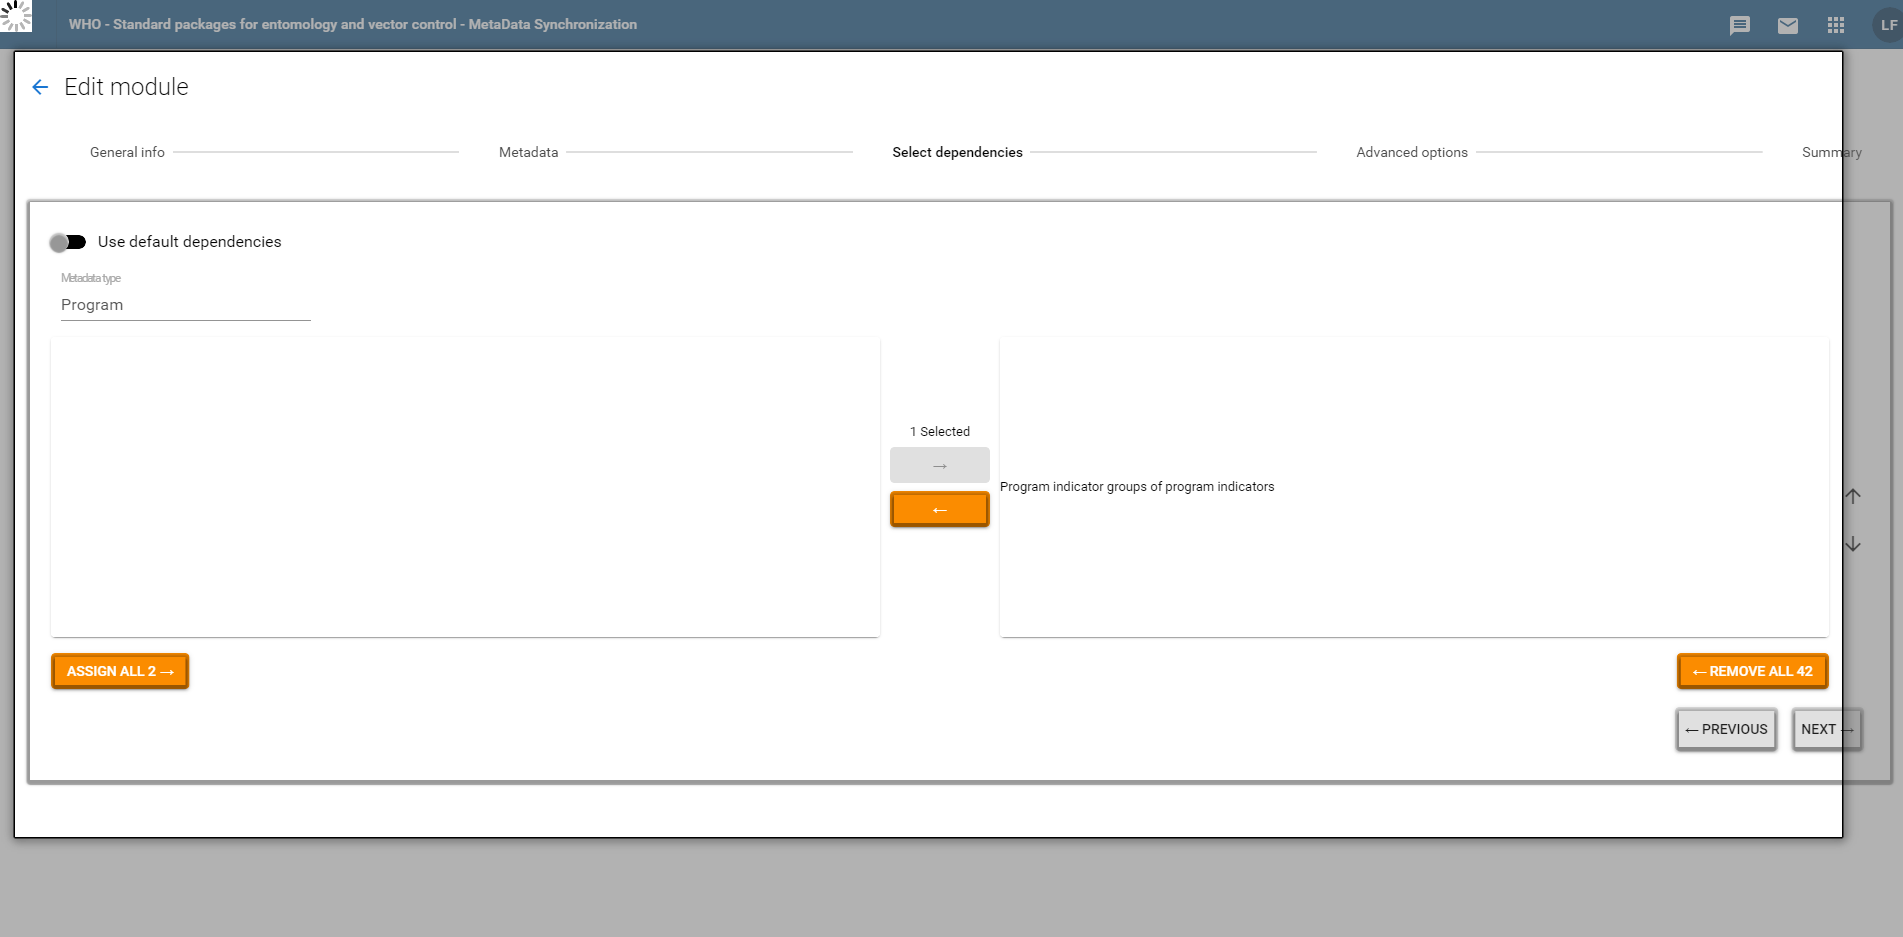 WHO - Standard packages for entomology and vector control - MetaData Synchronization
LF
Edit module
General info
Metadata
Select dependencies
Advanced options
Summary
Use default dependencies
Metadata type
Program
1 Selected
→
←
Program indicator groups of program indicators
ASSIGN ALL 2 →
← REMOVE ALL 42
← PREVIOUS
NEXT →